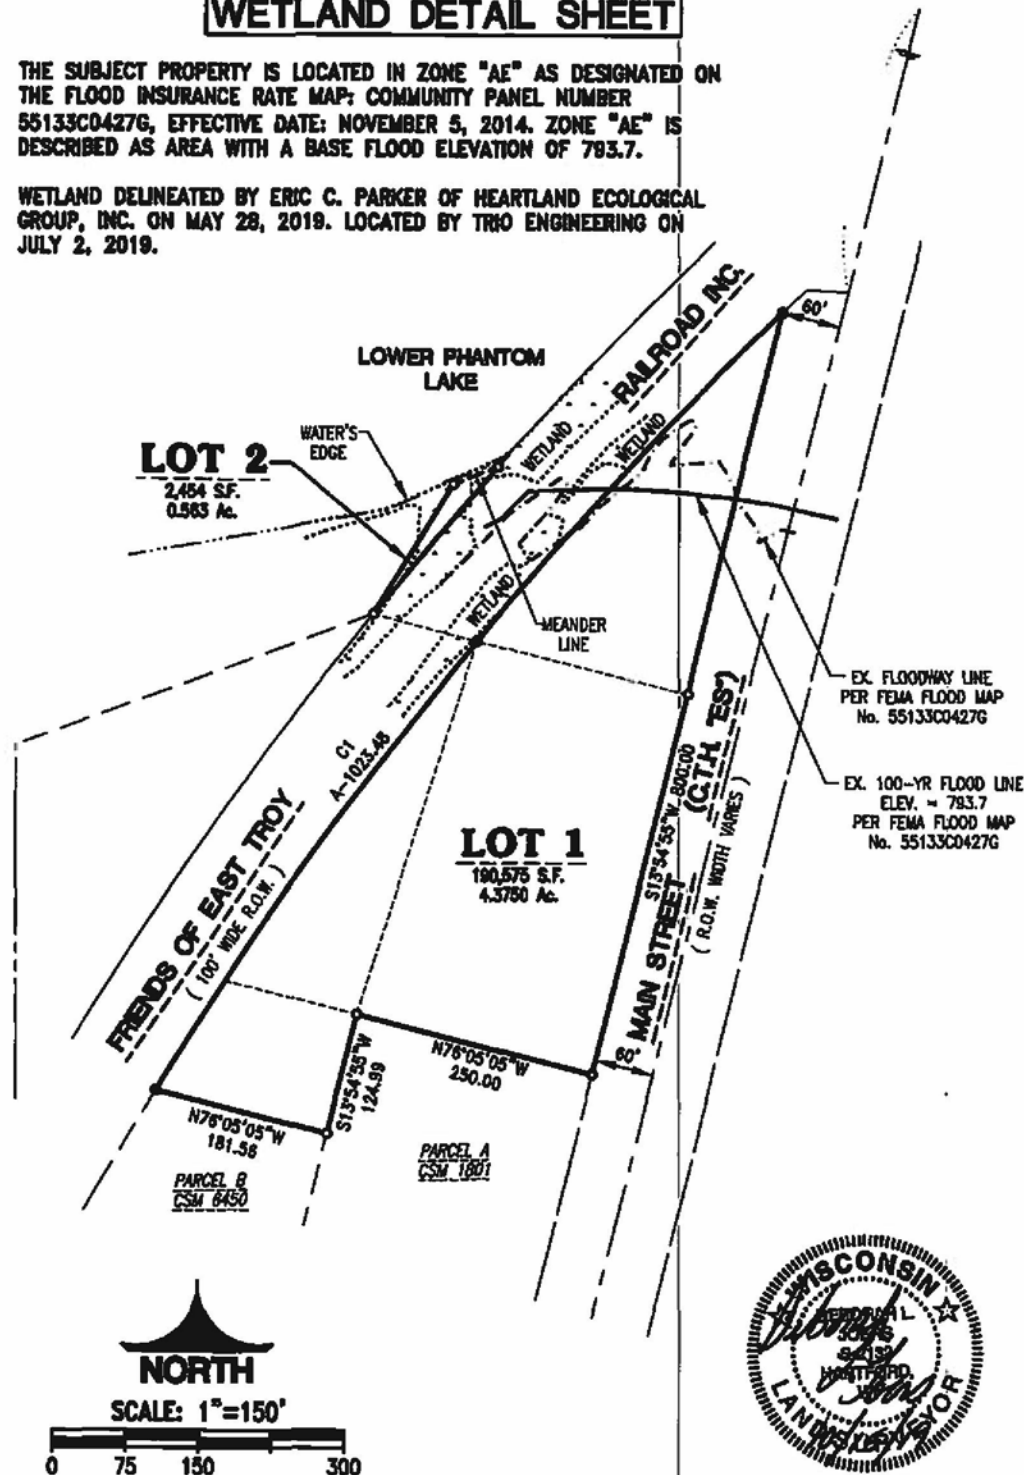 WETLAND DETAIL SHEET
THE SUBJECT PROPERTY IS LOCATED IN ZONE "AE" AS DESIGNATED ON
THE FLOOD INSURANCE RATE MAP: COMMUNITY PANEL NUMBER
55133C0427G, EFFECTIVE DATE: NOVEMBER 5, 2014. ZONE "AE" IS
DESCRIBED AS AREA WITH A BASE FLOOD ELEVATION OF 793.7.
WETLAND DELINEATED BY ERIC C. PARKER OF HEARTLAND ECOLOGICAL
GROUP, INC. ON MAY 28, 2019. LOCATED BY TRIO ENGINEERING ON
JULY 2, 2019.
60'
LOWER PHANTOM
LAKE
RAILROAD INC.
WATER'S
EDGE
WETLAND
WETLAND
LOT 2
2,454 S.F.
0.563 Ac.
WETLAND
MEANDER
LINE
EX. FLOODWAY LINE
PER FEMA FLOOD MAP
No. 55133C0427G
C1
A-1023.48
EX. 100-YR FLOOD LINE
ELEV. = 793.7
PER FEMA FLOOD MAP
No. 55133C0427G
LOT 1
190,575 S.F.
4.3750 Ac.
S13°54'55"W 800.00
MAIN STREET (C.T.H. "ES")
( R.O.W. WIDTH VARIES )
FRIENDS OF EAST TROY
( 100' WIDE R.O.W. )
60'
N76°05'05"W
250.00
S13°54'55"W
124.99
N76°05'05"W
181.58
PARCEL A
CSM 1801
PARCEL B
CSM 6450
NORTH
SCALE: 1"=150'
0 75 150 300
WISCONSIN
HARTFORD,
LAND SURVEYOR